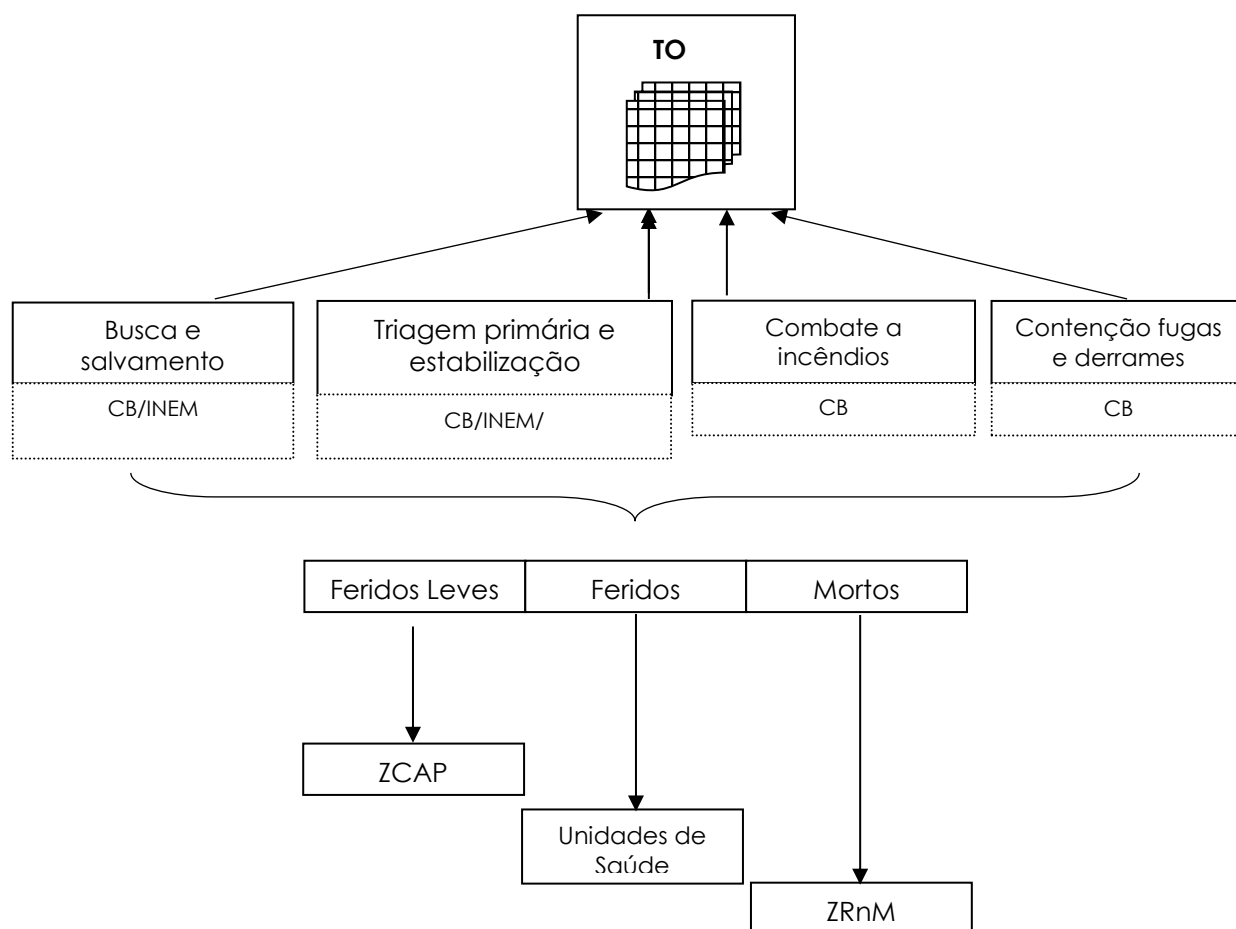 TO
Busca e
salvamento
CB/INEM
Triagem primária e
estabilização
CB/INEM/
Combate a
incêndios
CB
Contenção fugas
e derrames
CB
Feridos Leves
Feridos
Mortos
ZCAP
Unidades de
Saúde
ZRnM